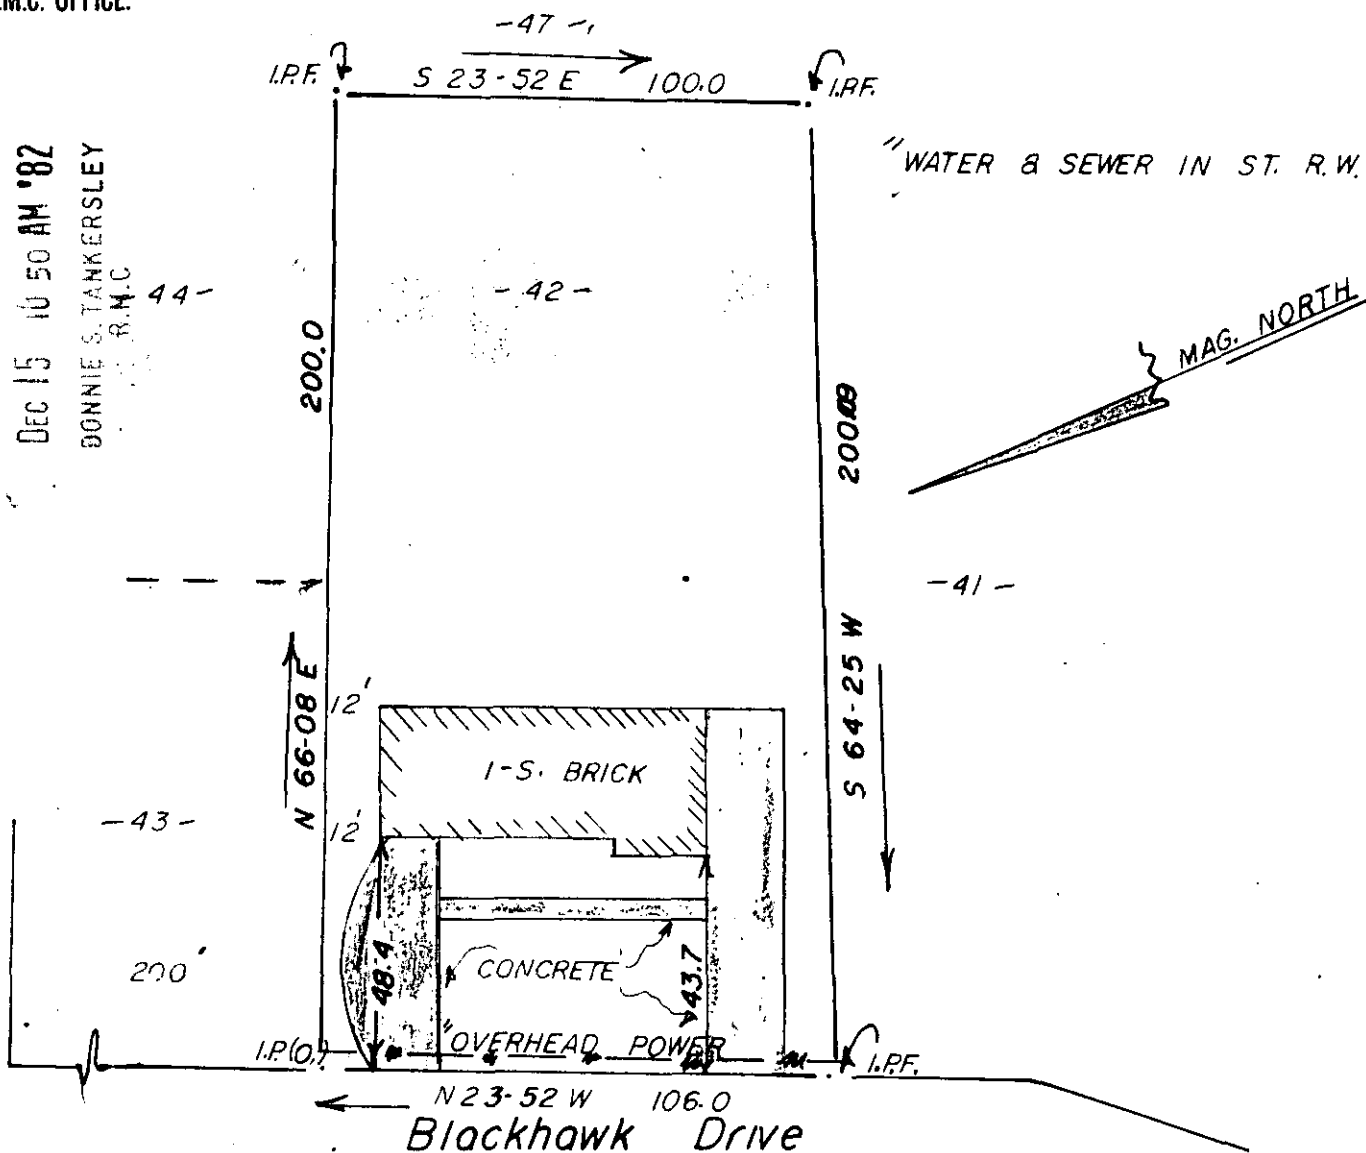 R.M.C. OFFICE.
-47-
I.P.F.
S 23-52 E 100.0
I.P.F.
"WATER & SEWER IN ST. R.W.
DEC 15 10 50 AM '82
DONNIE S. TANKERSLEY
R.M.C
-44-
-42-
MAG. NORTH
200.0
200.09
-41-
N 66-08 E
S 64-25 W
12'
1-S. BRICK
-43-
12'
200'
48.4
CONCRETE
43.7
I.P.(O.)
"OVERHEAD POWER
I.P.F.
N 23-52 W 106.0
Blackhawk Drive